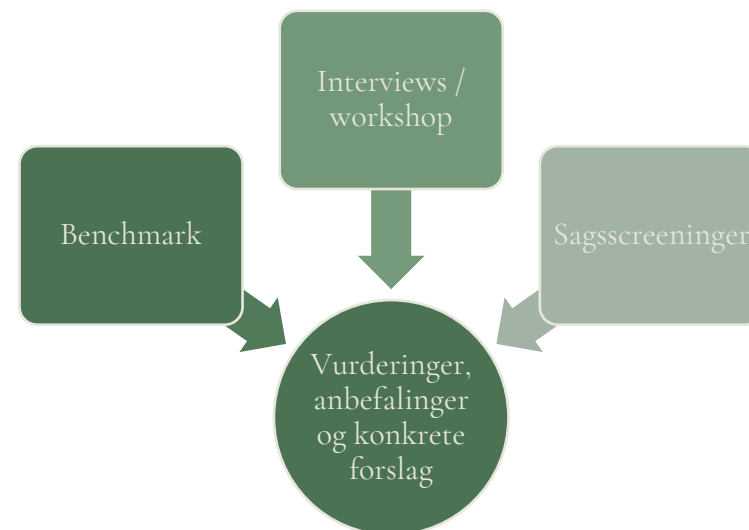 Interviews /
workshop
Benchmark
Sagsscreeninger
Vurderinger,
anbefalinger
og konkrete
forslag